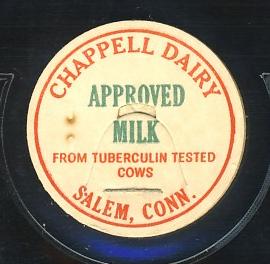 CHAPPELL DAIRY
APPROVED
MILK
FROM TUBERCULIN TESTED
COWS
SALEM, CONN.